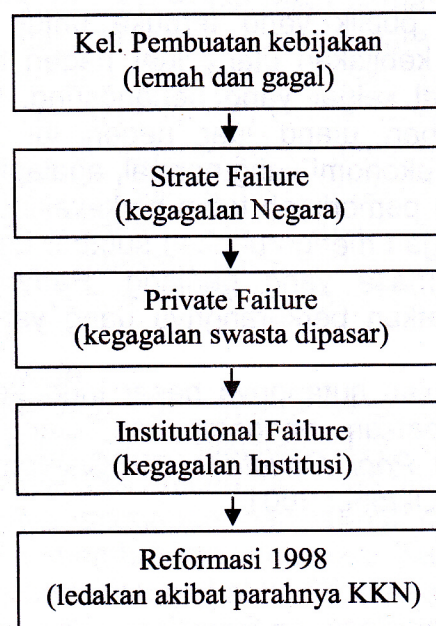 Kel. Pembuatan kebijakan
(lemah dan gagal)
Strate Failure
(kegagalan Negara)
Private Failure
(kegagalan swasta dipasar)
Institutional Failure
(kegagalan Institusi)
Reformasi 1998
(ledakan akibat parahnya KKN)